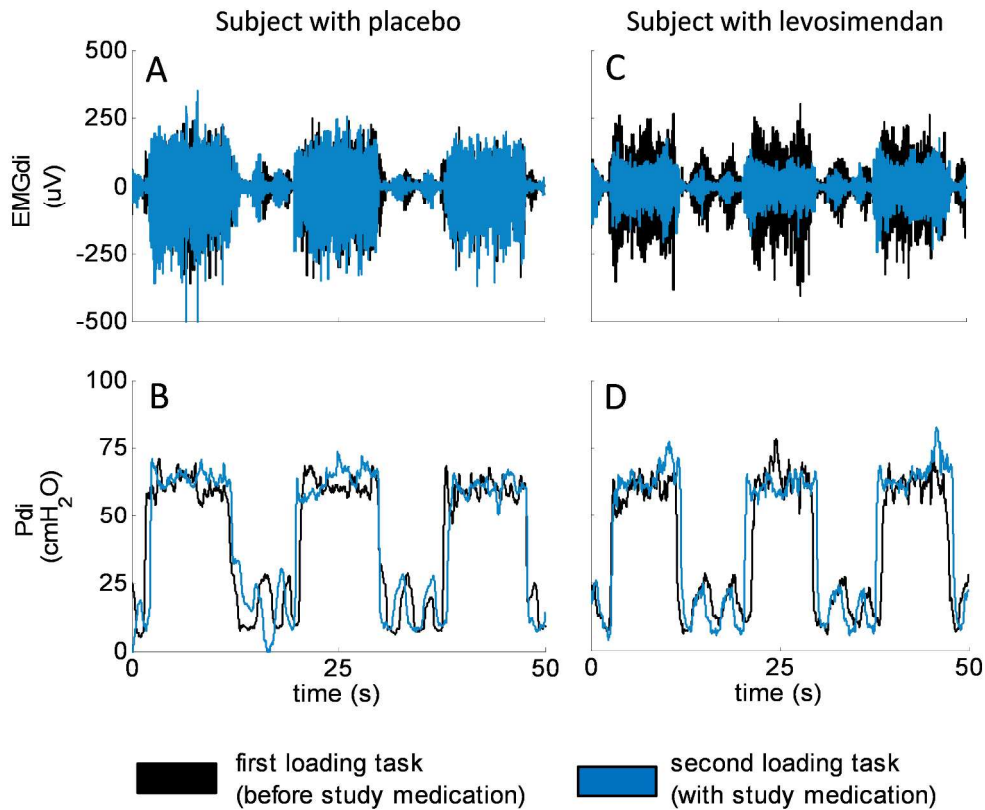 Subject with placebo
Subject with levosimendan
A
C
500
250
0
-250
-500
EMGdi
(uV)
B
D
100
75
50
25
0
Pdi
(cmH2O)
0
25
50
0
25
50
time (s)
time (s)
first loading task
(before study medication)
second loading task
(with study medication)